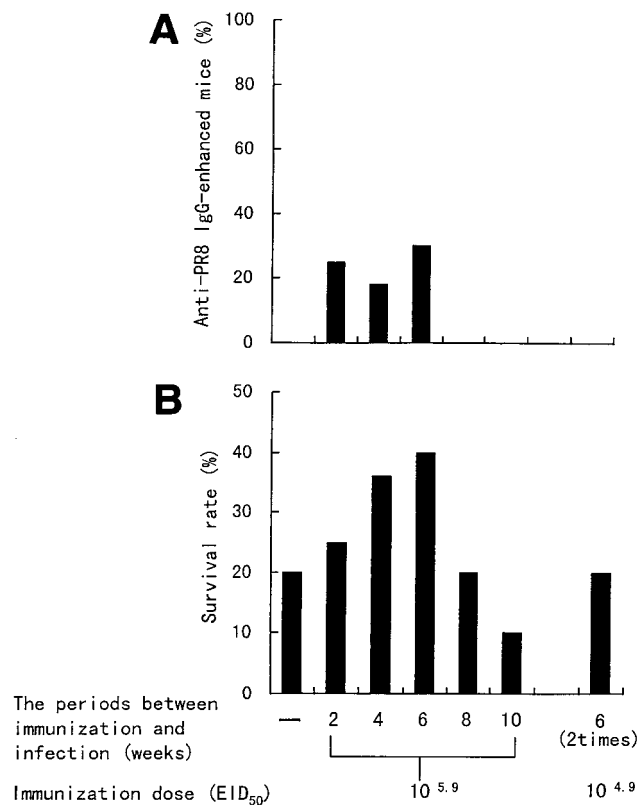 A
Anti-PR8 IgG-enhanced mice (%)
100
80
60
40
20
0
B
Survival rate (%)
50
40
30
20
10
0
The periods between
immunization and
infection (weeks)
— 2 4 6 8 10 6
(2times)
Immunization dose (EID50) 10 5.9 10 4.9